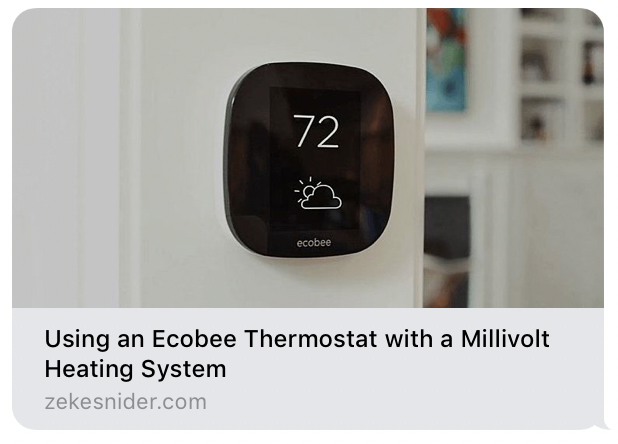 72
ecobee
Using an Ecobee Thermostat with a Millivolt
Heating System
zekesnider.com